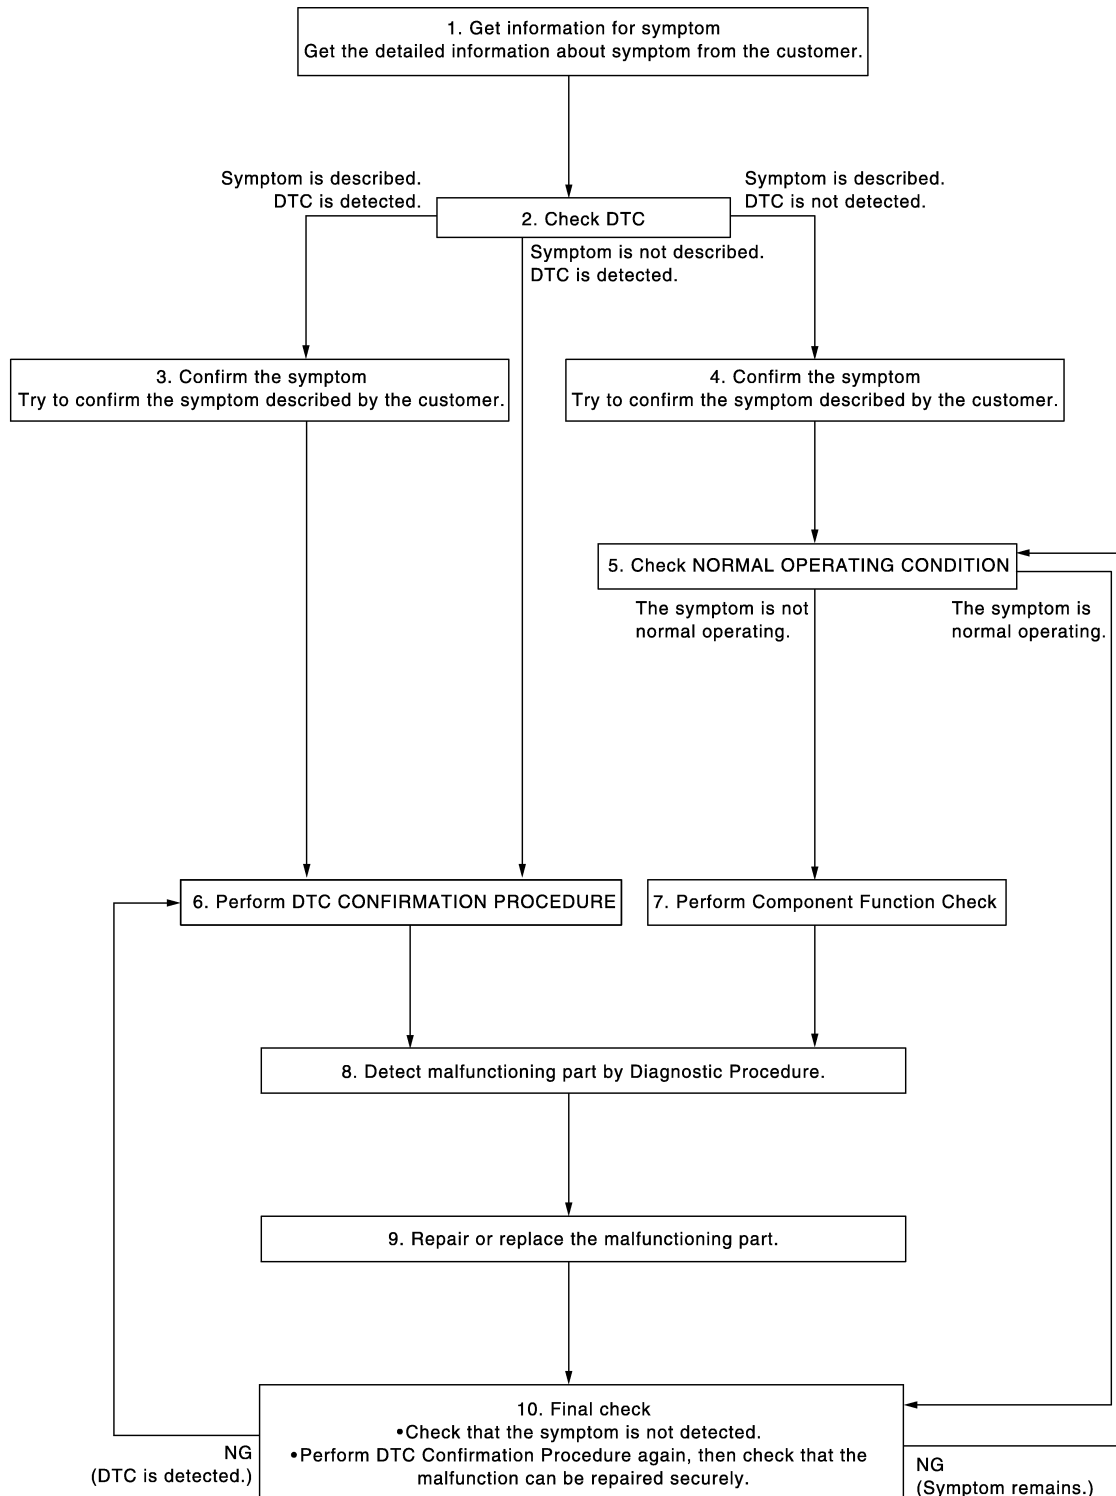 1. Get information for symptom
Get the detailed information about symptom from the customer.
Symptom is described.
DTC is detected.
Symptom is described.
DTC is not detected.
2. Check DTC
Symptom is not described.
DTC is detected.
3. Confirm the symptom
Try to confirm the symptom described by the customer.
4. Confirm the symptom
Try to confirm the symptom described by the customer.
5. Check NORMAL OPERATING CONDITION
The symptom is not
normal operating.
The symptom is
normal operating.
6. Perform DTC CONFIRMATION PROCEDURE
7. Perform Component Function Check
8. Detect malfunctioning part by Diagnostic Procedure.
9. Repair or replace the malfunctioning part.
10. Final check
•Check that the symptom is not detected.
•Perform DTC Confirmation Procedure again, then check that the
malfunction can be repaired securely.
NG
(DTC is detected.)
NG
(Symptom remains.)